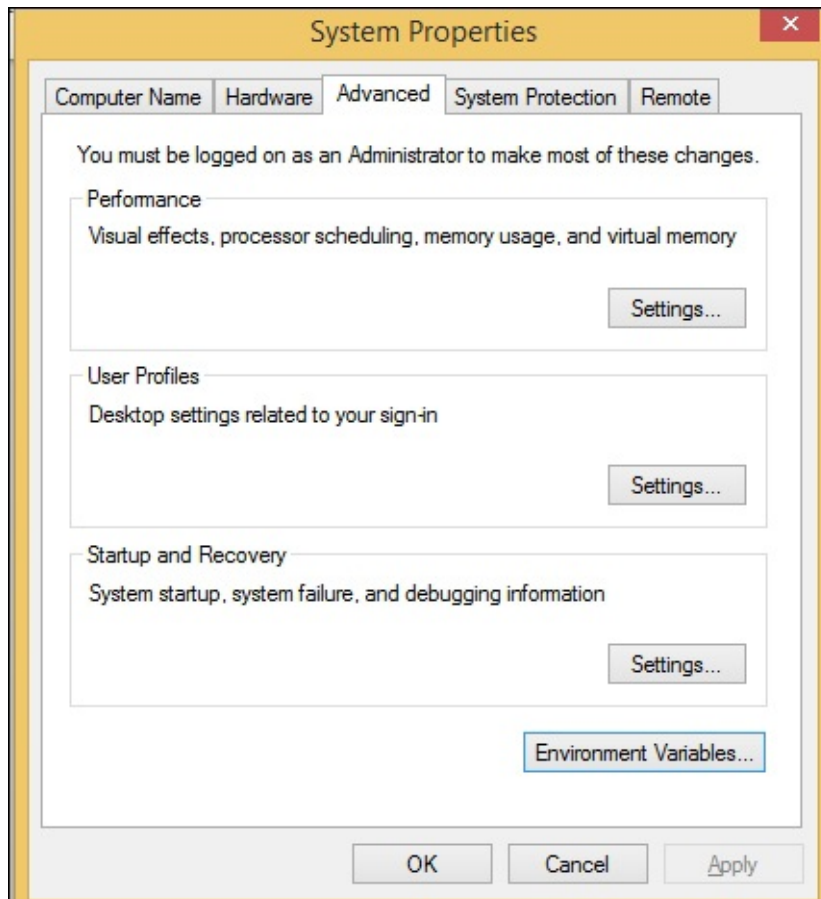 System Properties
Computer Name Hardware Advanced System Protection Remote
You must be logged on as an Administrator to make most of these changes.
Performance
Visual effects, processor scheduling, memory usage, and virtual memory
Settings...
User Profiles
Desktop settings related to your sign-in
Settings...
Startup and Recovery
System startup, system failure, and debugging information
Settings...
Environment Variables...
OK Cancel Apply